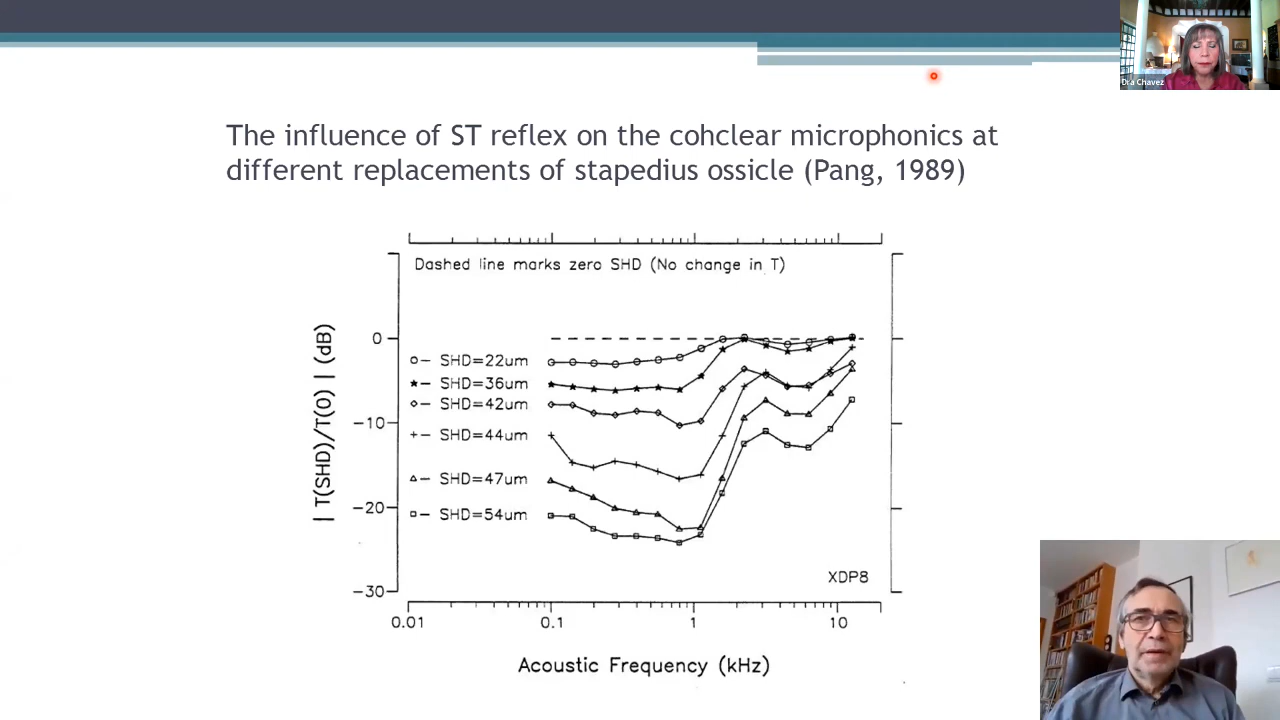 Dra Chavez
The influence of ST reflex on the cohclear microphonics at
different replacements of stapedius ossicle (Pang, 1989)
Dashed line marks zero SHD (No change in T)
| T(SHD)/T(0) | (dB)
0
-10
-20
-30
SHD=22um
SHD=36um
SHD=42um
SHD=44um
SHD=47um
SHD=54um
XDP8
0.01 0.1 1 10
Acoustic Frequency (kHz)